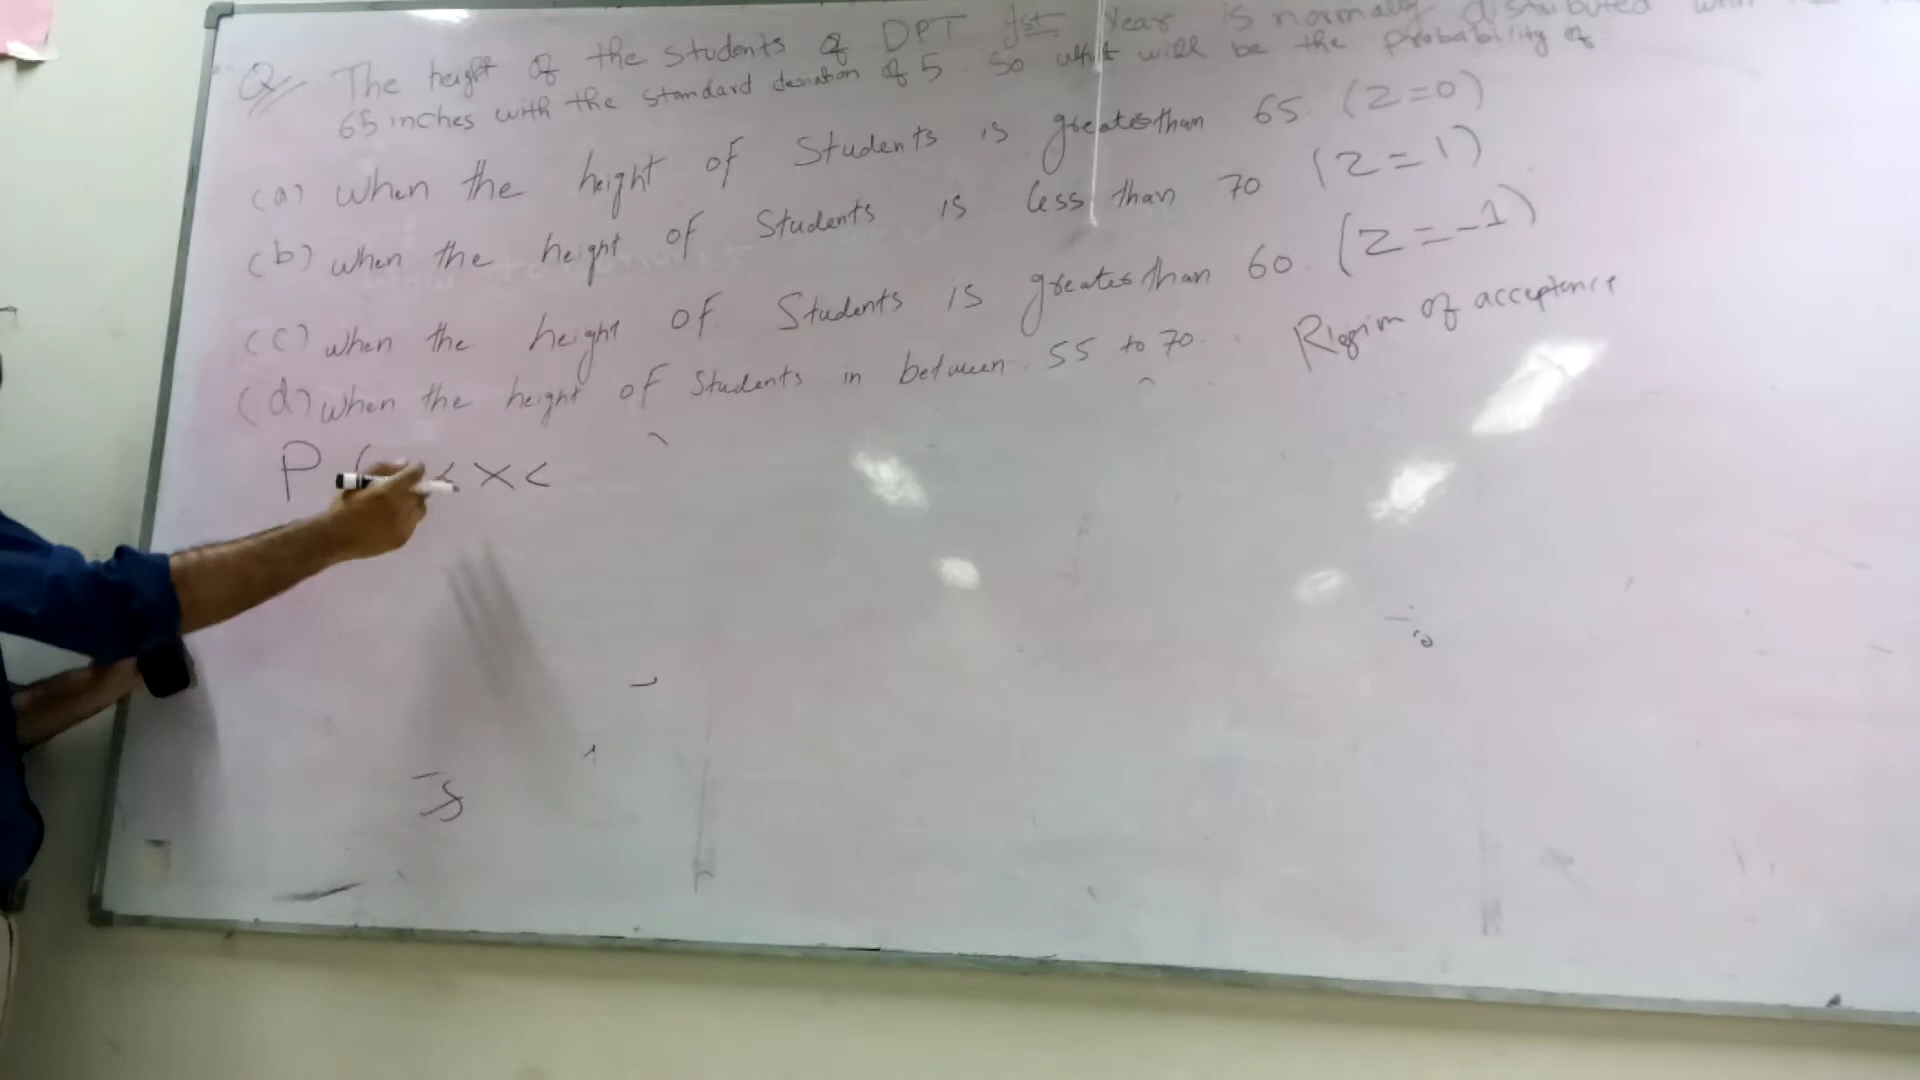 Q The height of the students of DPT 1st year is normally distributed with
65 inches with the standard deviation of 5 So what will be the probability of
(a) when the height of Students is greater than 65 (Z=0)
(b) when the height of Students is less than 70 (Z=1)
(c) when the height of Students is greater than 60. (Z=-1)
(d) when the height of Students in between 55 to 70. Rigion of acceptence
P ( < X <